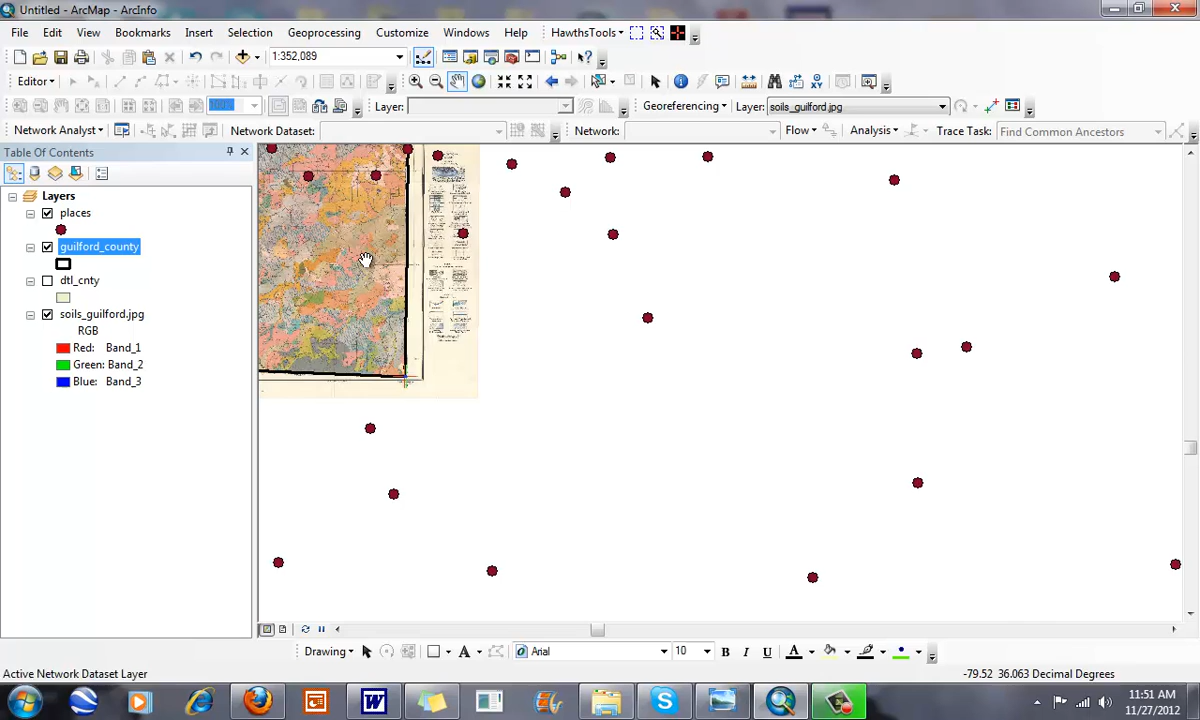 Untitled - ArcMap - ArcInfo
File Edit View Bookmarks Insert Selection Geoprocessing Customize Windows Help HawthsTools
1:352,089
Editor
100% Layer: Georeferencing Layer: soils_guilford.jpg
Network Analyst Network Dataset: Network: Flow Analysis Trace Task: Find Common Ancestors
Table Of Contents
Layers
places
guilford_county
dtl_cnty
soils_guilford.jpg
RGB
Red: Band_1
Green: Band_2
Blue: Band_3
Drawing A Arial 10 B I U A
Active Network Dataset Layer -79.52 36.063 Decimal Degrees
11:51 AM
11/27/2012